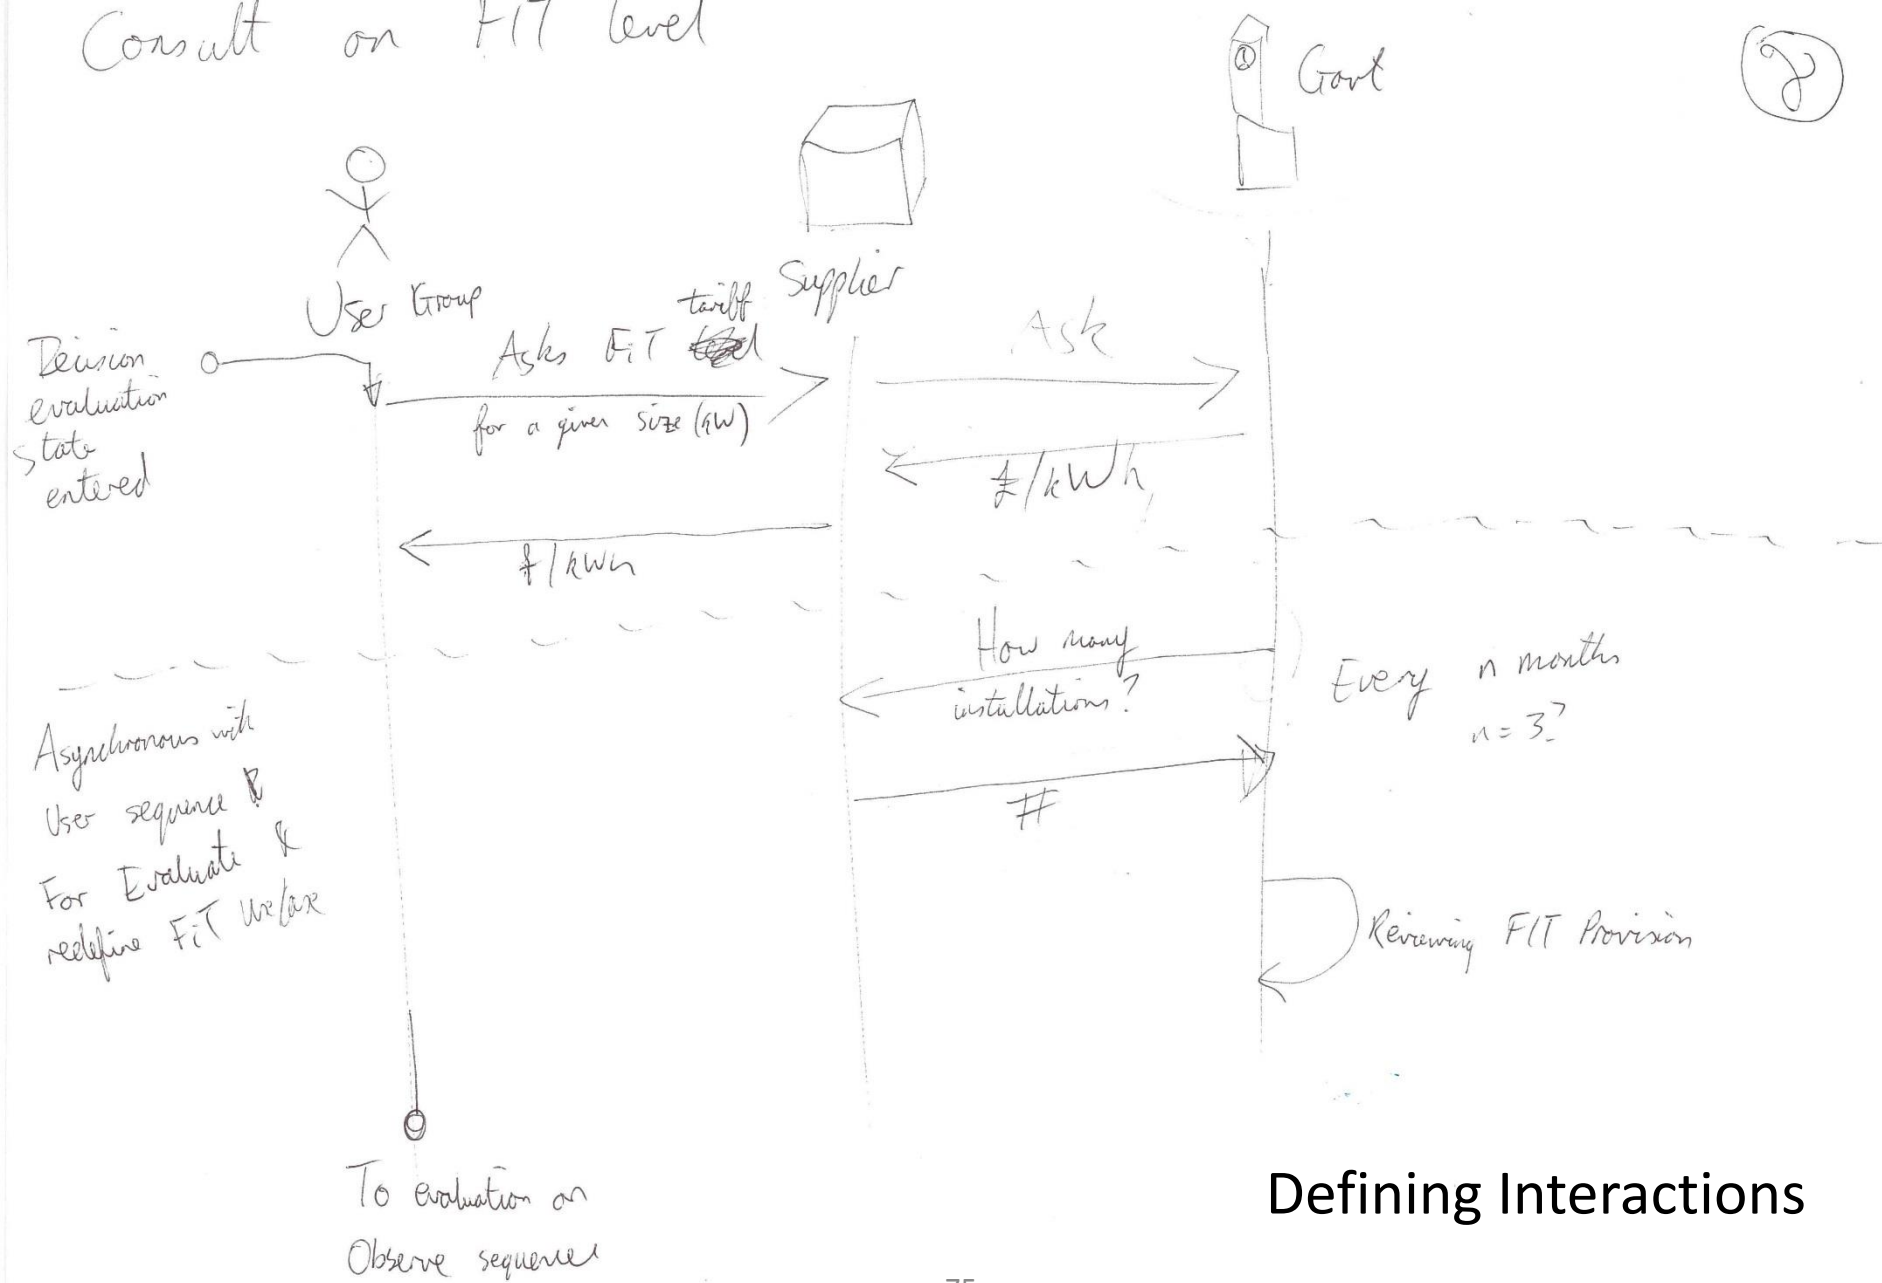 Consult on FIT level
Govt
8
User Group
Supplier
Decision
evaluation
state
entered
Asks FiT tariff
for a given size (kW)
Ask
£/kWh
£/kWh
How many
installations?
Every n months
n = 3?
#
Asynchronous with
User sequence
For Evaluate &
redefine FiT
Reviewing FIT Provision
To evaluation on
Observe sequence
Defining Interactions